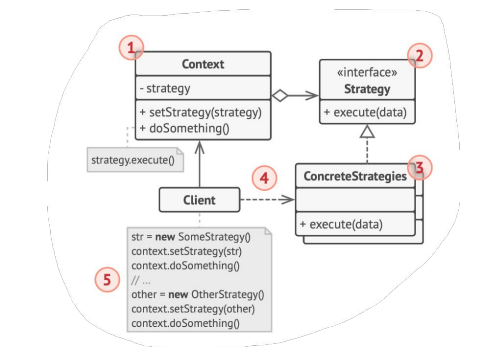 1
Context
- strategy
+ setStrategy(strategy)
+ doSomething()
strategy.execute()
2
«interface»
Strategy
+ execute(data)
3
ConcreteStrategies
+ execute(data)
4
Client
5
str = new SomeStrategy()
context.setStrategy(str)
context.doSomething()
// ...
other = new OtherStrategy()
context.setStrategy(other)
context.doSomething()